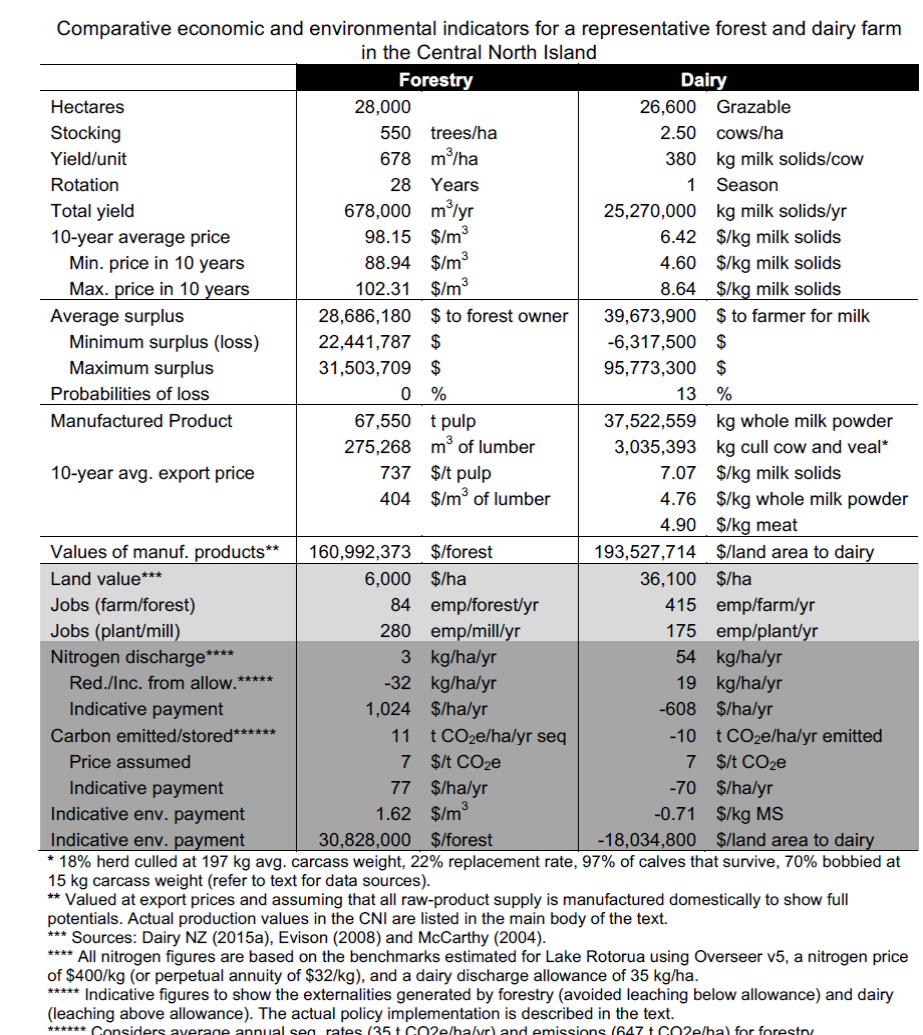 Comparative economic and environmental indicators for a representative forest and dairy farm
in the Central North Island
Forestry Dairy
Hectares 28,000 26,600 Grazable
Stocking 550 trees/ha 2.50 cows/ha
Yield/unit 678 m³/ha 380 kg milk solids/cow
Rotation 28 Years 1 Season
Total yield 678,000 m³/yr 25,270,000 kg milk solids/yr
10-year average price 98.15 $/m³ 6.42 $/kg milk solids
Min. price in 10 years 88.94 $/m³ 4.60 $/kg milk solids
Max. price in 10 years 102.31 $/m³ 8.64 $/kg milk solids
Average surplus 28,686,180 $ to forest owner 39,673,900 $ to farmer for milk
Minimum surplus (loss) 22,441,787 $ -6,317,500 $
Maximum surplus 31,503,709 $ 95,773,300 $
Probabilities of loss 0 % 13 %
Manufactured Product 67,550 t pulp 37,522,559 kg whole milk powder
275,268 m³ of lumber 3,035,393 kg cull cow and veal*
10-year avg. export price 737 $/t pulp 7.07 $/kg milk solids
404 $/m³ of lumber 4.76 $/kg whole milk powder
4.90 $/kg meat
Values of manuf. products** 160,992,373 $/forest 193,527,714 $/land area to dairy
Land value*** 6,000 $/ha 36,100 $/ha
Jobs (farm/forest) 84 emp/forest/yr 415 emp/farm/yr
Jobs (plant/mill) 280 emp/mill/yr 175 emp/plant/yr
Nitrogen discharge**** 3 kg/ha/yr 54 kg/ha/yr
Red./Inc. from allow.***** -32 kg/ha/yr 19 kg/ha/yr
Indicative payment 1,024 $/ha/yr -608 $/ha/yr
Carbon emitted/stored****** 11 t CO₂e/ha/yr seq -10 t CO₂e/ha/yr emitted
Price assumed 7 $/t CO₂e 7 $/t CO₂e
Indicative payment 77 $/ha/yr -70 $/ha/yr
Indicative env. payment 1.62 $/m³ -0.71 $/kg MS
Indicative env. payment 30,828,000 $/forest -18,034,800 $/land area to dairy
* 18% herd culled at 197 kg avg. carcass weight, 22% replacement rate, 97% of calves that survive, 70% bobbied at
15 kg carcass weight (refer to text for data sources).
** Valued at export prices and assuming that all raw-product supply is manufactured domestically to show full
potentials. Actual production values in the CNI are listed in the main body of the text.
*** Sources: Dairy NZ (2015a), Evison (2008) and McCarthy (2004).
**** All nitrogen figures are based on the benchmarks estimated for Lake Rotorua using Overseer v5, a nitrogen price
of $400/kg (or perpetual annuity of $32/kg), and a dairy discharge allowance of 35 kg/ha.
***** Indicative figures to show the externalities generated by forestry (avoided leaching below allowance) and dairy
(leaching above allowance). The actual policy implementation is described in the text.
****** Considers average annual seq. rates (35 t CO2e/ha/yr) and emissions (647 t CO2e/ha) for forestry